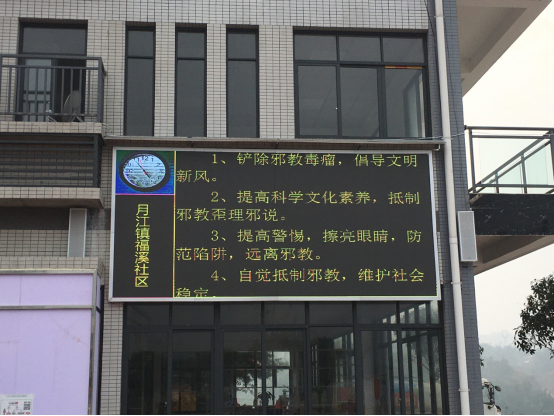 月江镇福溪社区
1、铲除邪教毒瘤，倡导文明
新风。
2、提高科学文化素养，抵制
邪教歪理邪说。
3、提高警惕，擦亮眼睛，防
范陷阱，远离邪教。
4、自觉抵制邪教，维护社会
稳定。